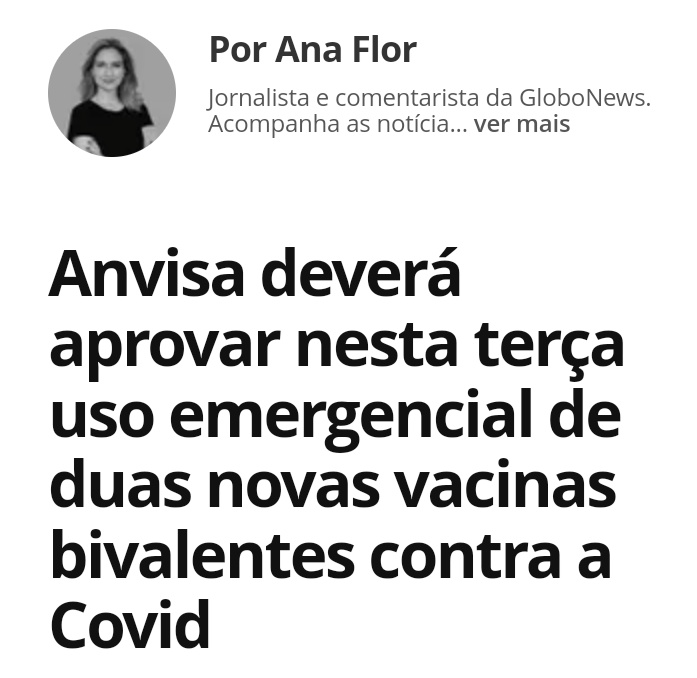 Por Ana Flor
Jornalista e comentarista da GloboNews.
Acompanha as notícia... ver mais
Anvisa deverá
aprovar nesta terça
uso emergencial de
duas novas vacinas
bivalentes contra a
Covid